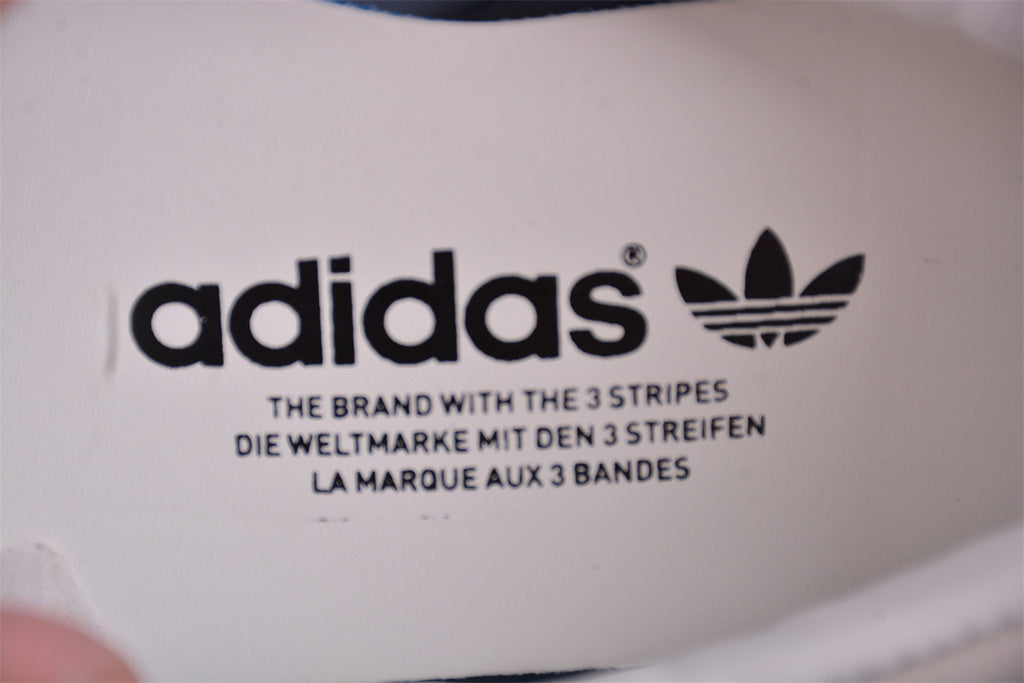 adidas®
THE BRAND WITH THE 3 STRIPES
DIE WELTMARKE MIT DEN 3 STREIFEN
LA MARQUE AUX 3 BANDES